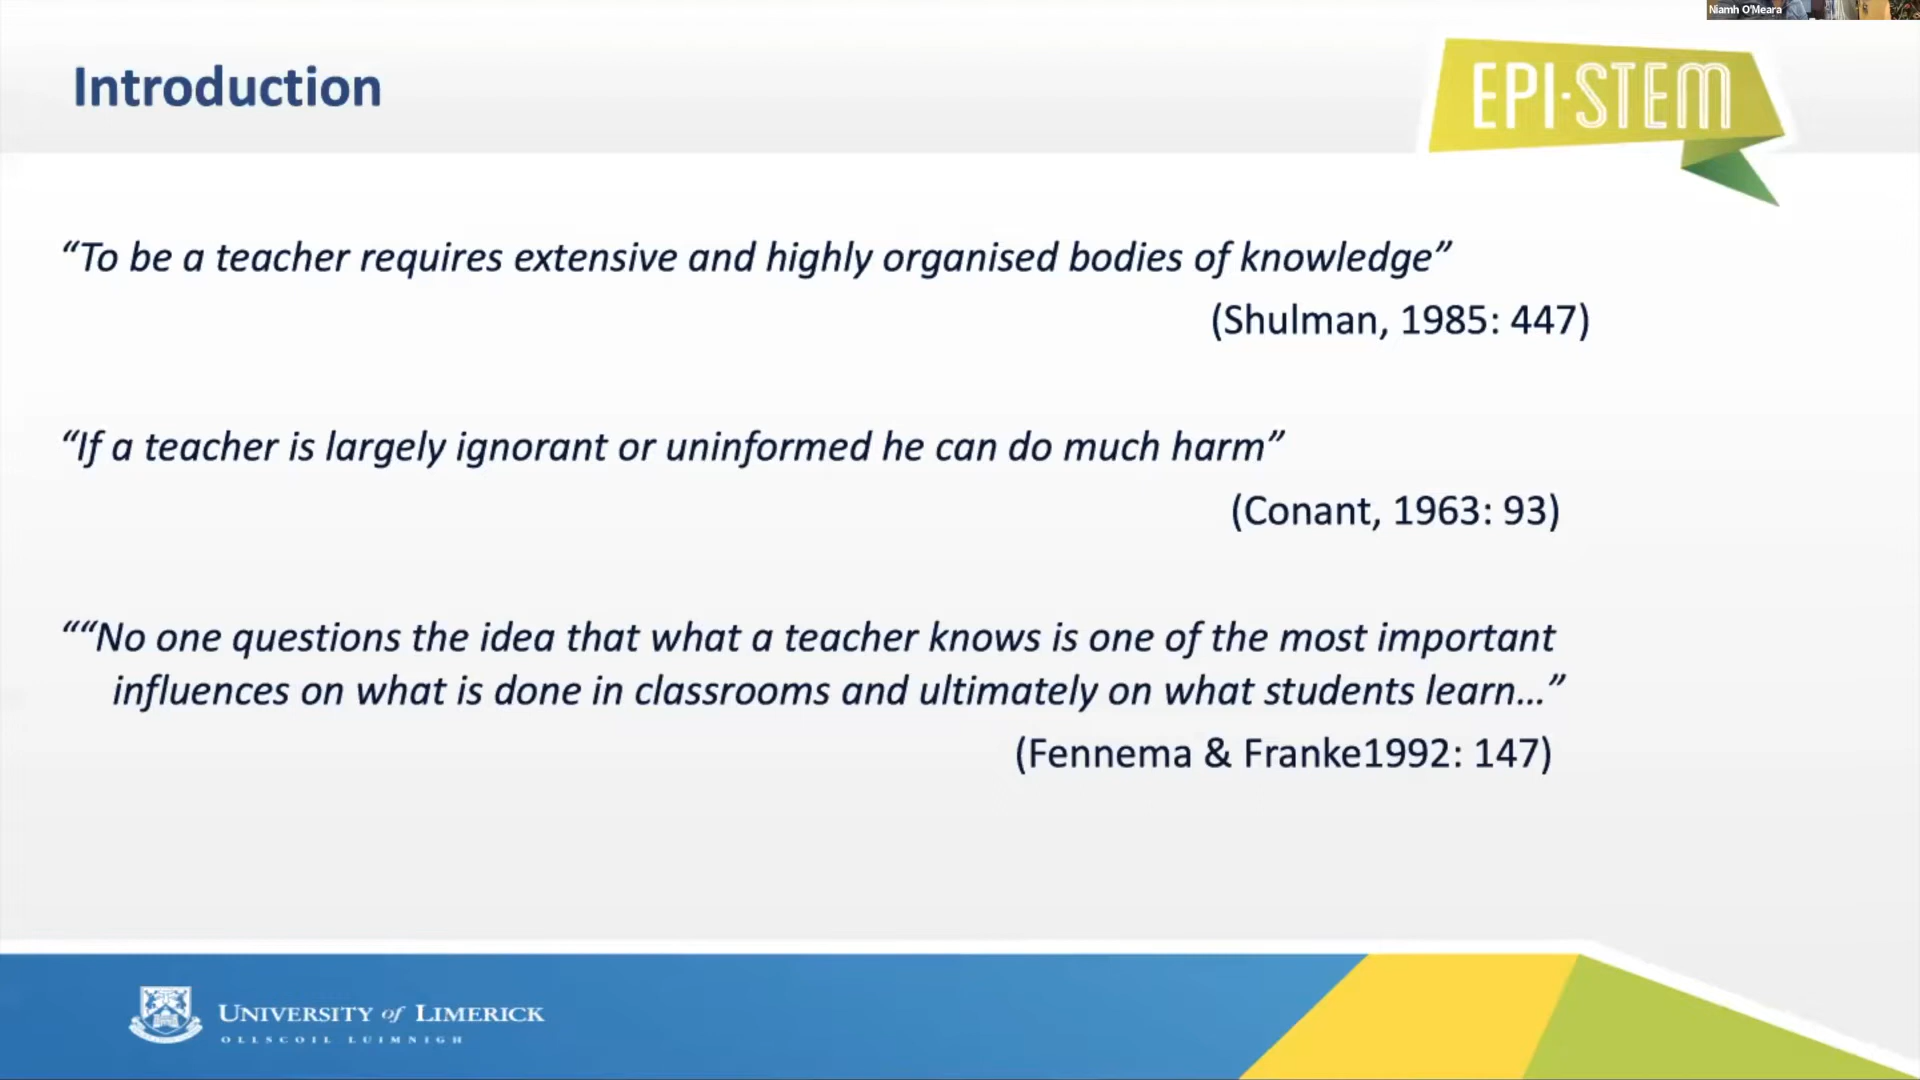 Niamh O'Meara
Introduction
EPI·STEM
“To be a teacher requires extensive and highly organised bodies of knowledge”
(Shulman, 1985: 447)
“If a teacher is largely ignorant or uninformed he can do much harm”
(Conant, 1963: 93)
““No one questions the idea that what a teacher knows is one of the most important
influences on what is done in classrooms and ultimately on what students learn…”
(Fennema & Franke1992: 147)
UNIVERSITY of LIMERICK
OLLSCOIL LUIMNIGH